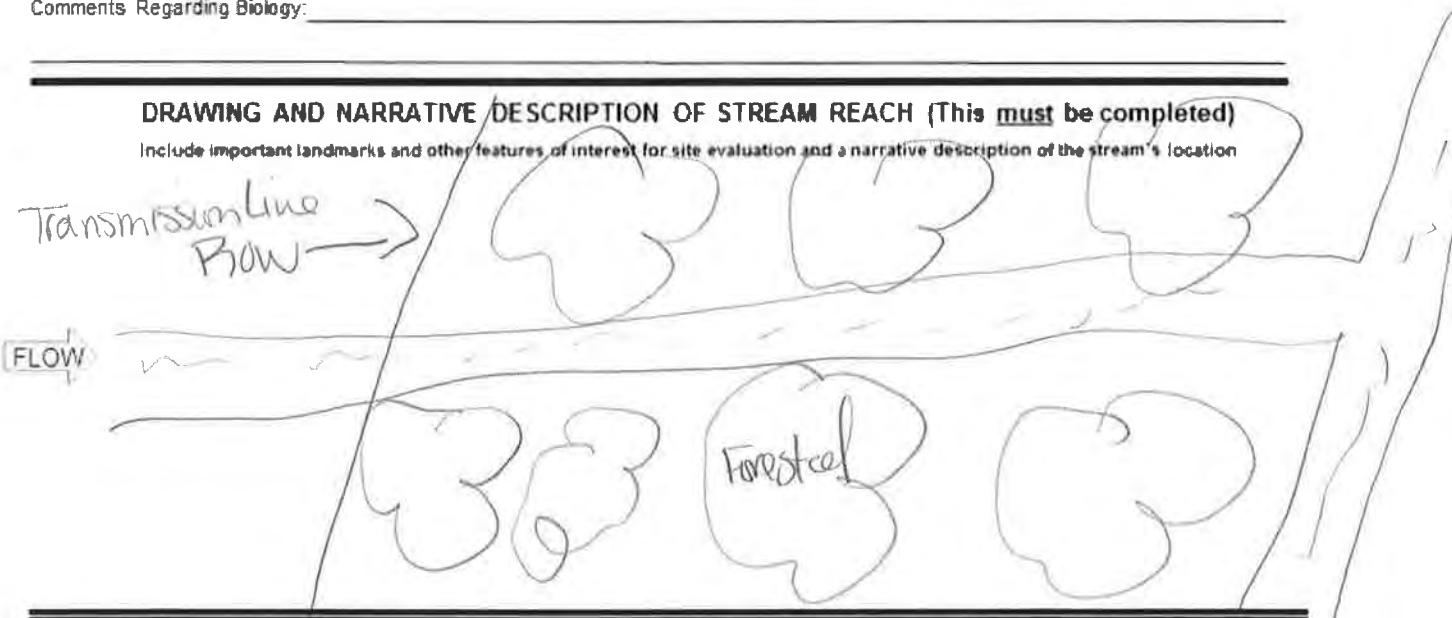 Comments Regarding Biology:
DRAWING AND NARRATIVE DESCRIPTION OF STREAM REACH (This must be completed)
Include important landmarks and other features of interest for site evaluation and a narrative description of the stream's location
Transmission Line
ROW
FLOW
Forested